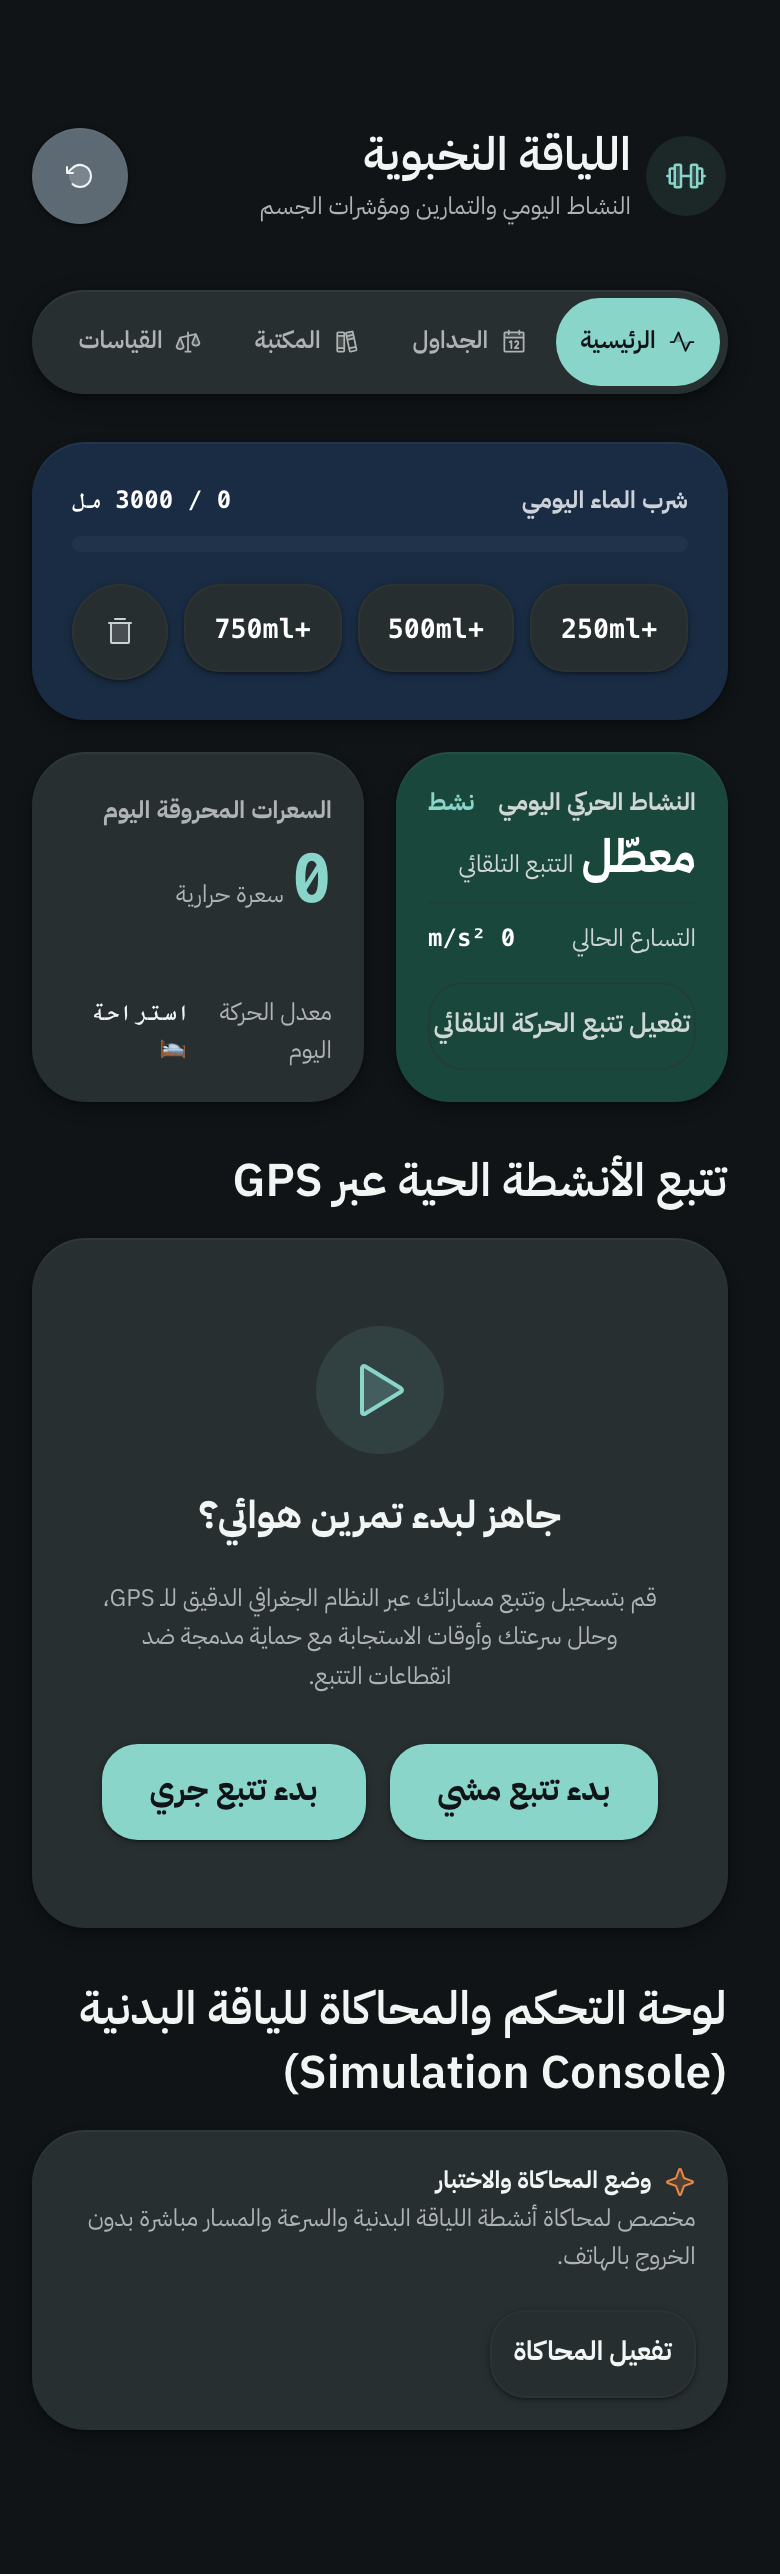 اللياقة النخبوية
النشاط اليومي والتمارين ومؤشرات الجسم
الرئيسية
الجداول
المكتبة
القياسات
شرب الماء اليومي
0 / 3000 مل
+250ml
+500ml
+750ml
النشاط الحركي اليومي
نشط
معطّل التتبع التلقائي
التسارع الحالي
0 m/s²
تفعيل تتبع الحركة التلقائي
السعرات المحروقة اليوم
0 سعرة حرارية
معدل الحركة
اليوم
استراحة
🛌
تتبع الأنشطة الحية عبر GPS
جاهز لبدء تمرين هوائي؟
قم بتسجيل وتتبع مساراتك عبر النظام الجغرافي الدقيق للـ GPS،
وحلل سرعتك وأوقات الاستجابة مع حماية مدمجة ضد
انقطاعات التتبع.
بدء تتبع مشي
بدء تتبع جري
لوحة التحكم والمحاكاة للياقة البدنية
(Simulation Console)
وضع المحاكاة والاختبار
مخصص لمحاكاة أنشطة اللياقة البدنية والسرعة والمسار مباشرة بدون
الخروج بالهاتف.
تفعيل المحاكاة